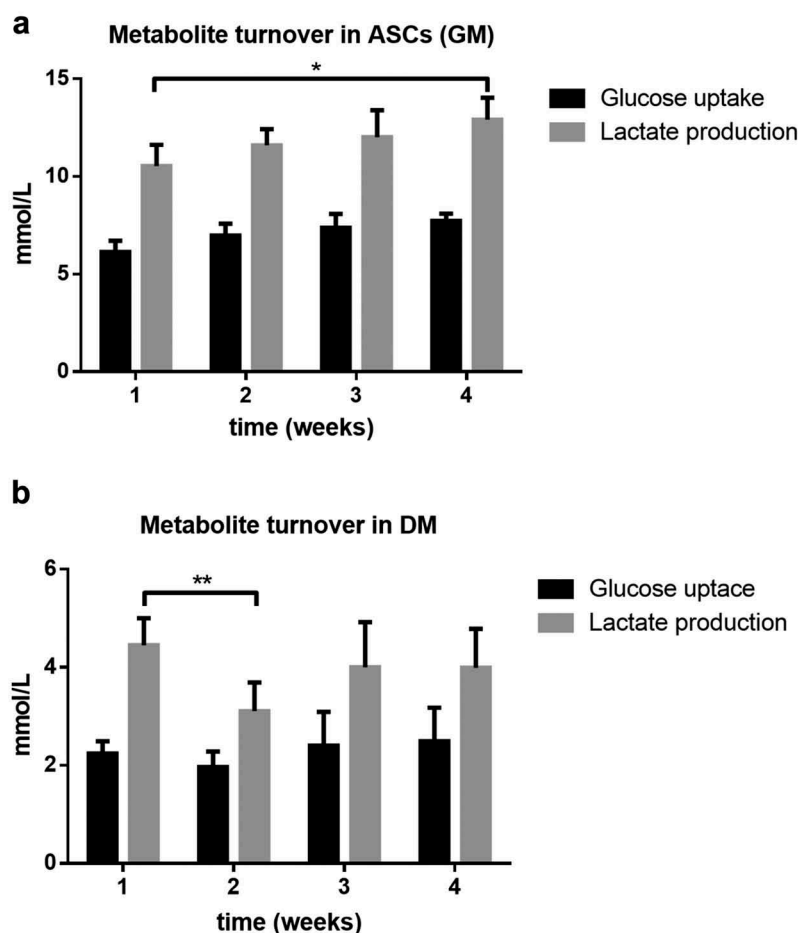 a
Metabolite turnover in ASCs (GM)
*
15
10
5
0
mmol/L
1 2 3 4
time (weeks)
Glucose uptake
Lactate production
b
Metabolite turnover in DM
**
6
4
2
0
mmol/L
1 2 3 4
time (weeks)
Glucose uptace
Lactate production